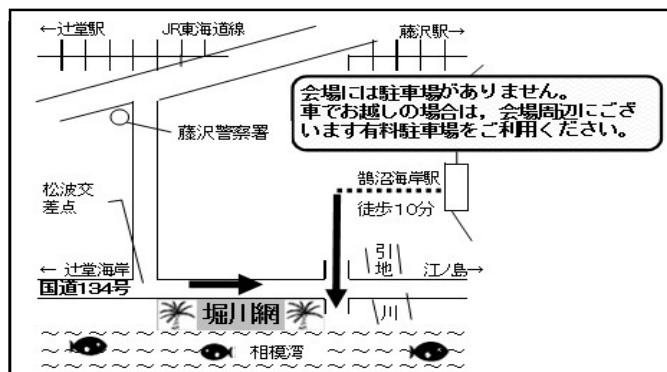 ←辻堂駅
JR東海道線
藤沢駅→
会場には駐車場がありません。
車でお越しの場合は，会場周辺にござ
います有料駐車場をご利用ください。
藤沢警察署
鵠沼海岸駅
松波交
差点
徒歩10分
引
地
川
← 辻堂海岸
江ノ島→
国道134号
堀川網
相模湾